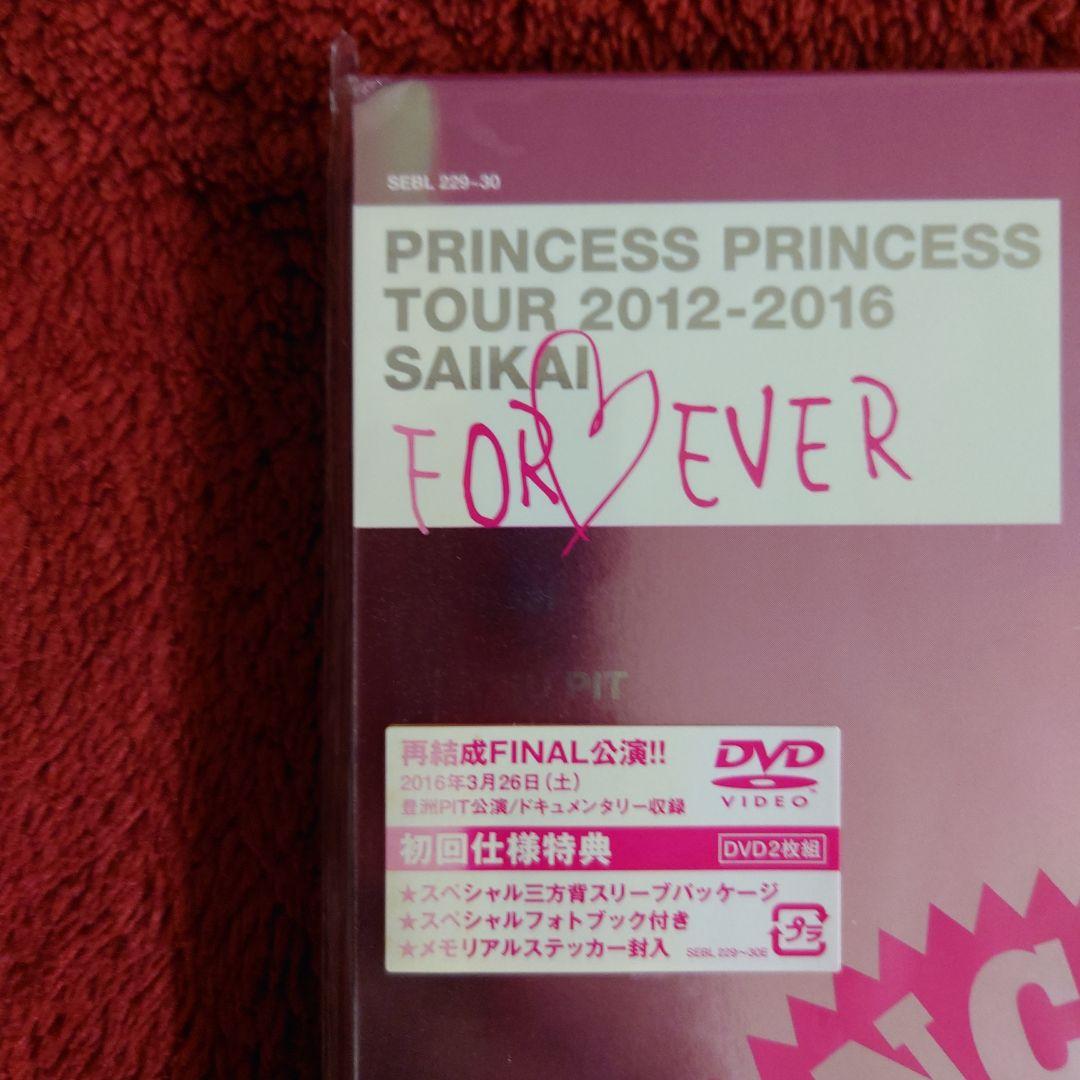 SEBL 229~30
PRINCESS PRINCESS
TOUR 2012-2016
SAIKAI
FOR EVER
PIT
再結成FINAL公演!!
2016年3月26日(土)
豊洲PIT公演/ドキュメンタリー収録
DVD
VIDEO™
初回仕様特典
DVD2枚組
★スペシャル三方背スリーブパッケージ
★スペシャルフォトブック付き
★メモリアルステッカー封入
SEBL 229~30E
プラ
NC